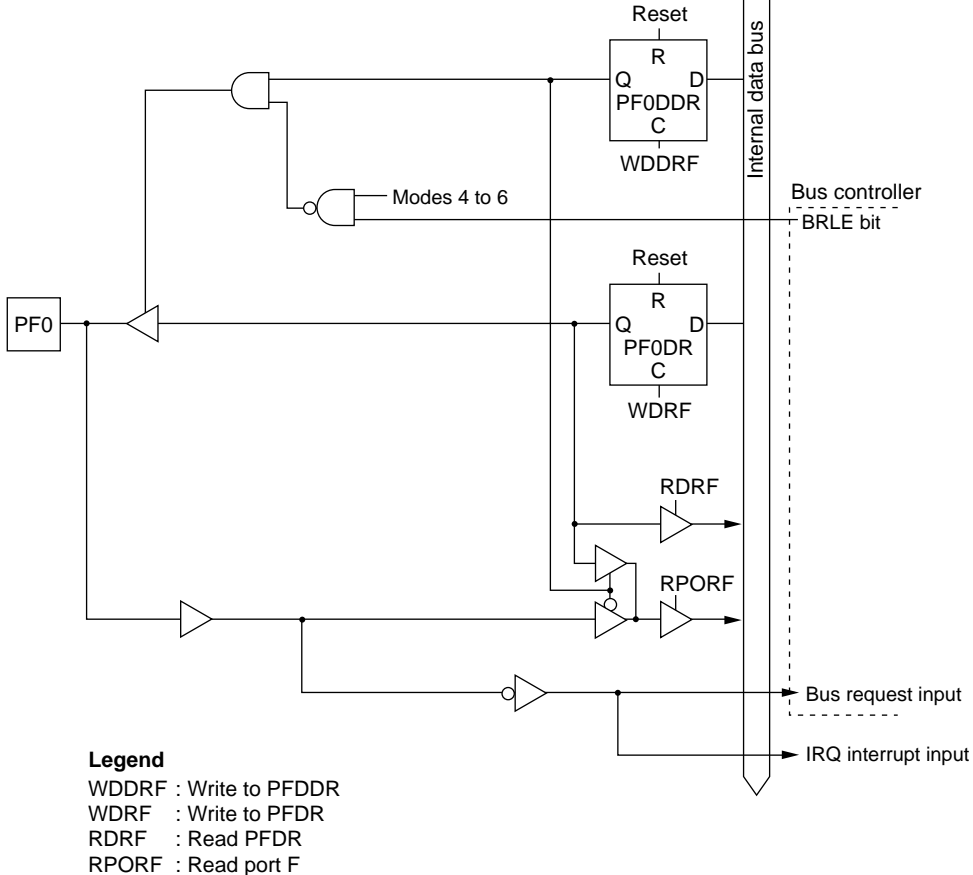 Reset
R
Q D
PF0DDR
C
WDDRF
Internal data bus
Modes 4 to 6
Bus controller
BRLE bit
Reset
R
PF0
Q D
PF0DR
C
WDRF
RDRF
RPORF
Bus request input
IRQ interrupt input
Legend
WDDRF : Write to PFDDR
WDRF : Write to PFDR
RDRF : Read PFDR
RPORF : Read port F